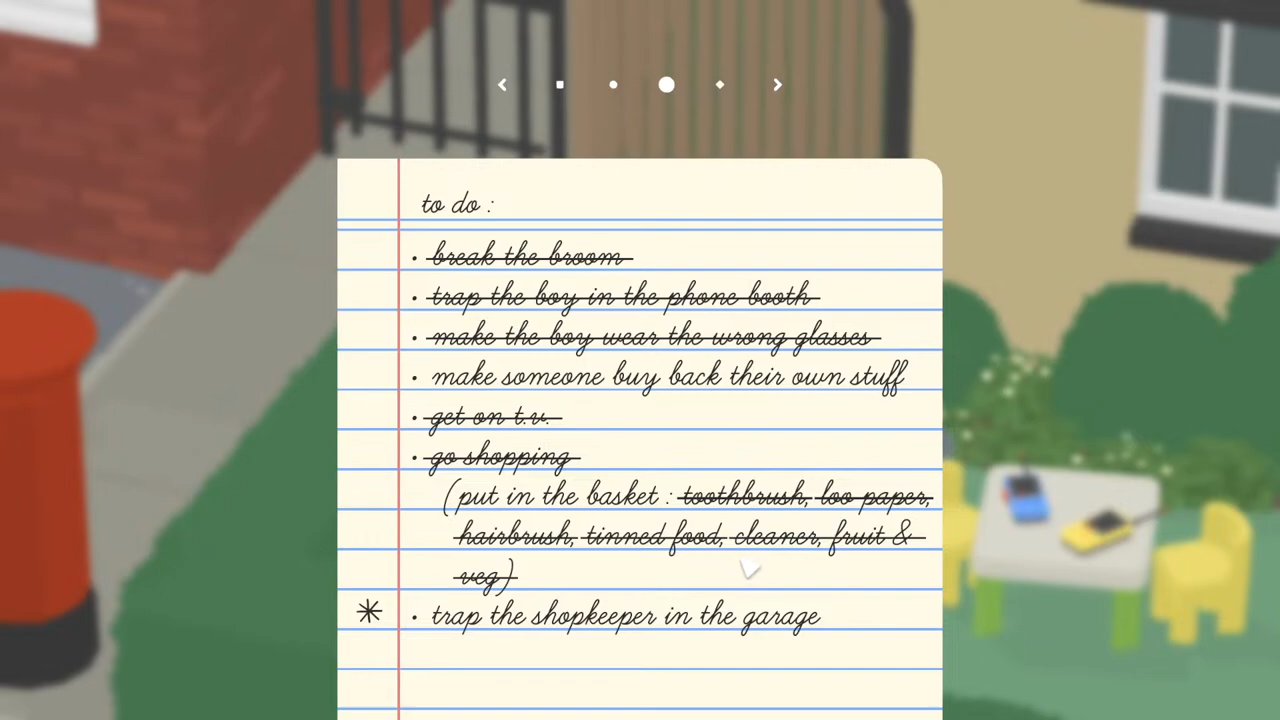 to do :
• break the broom
• trap the boy in the phone booth
• make the boy wear the wrong glasses
• make someone buy back their own stuff
• get on t.v.
• go shopping
(put in the basket : toothbrush, loo paper,
hairbrush, tinned food, cleaner, fruit &
veg)
* • trap the shopkeeper in the garage